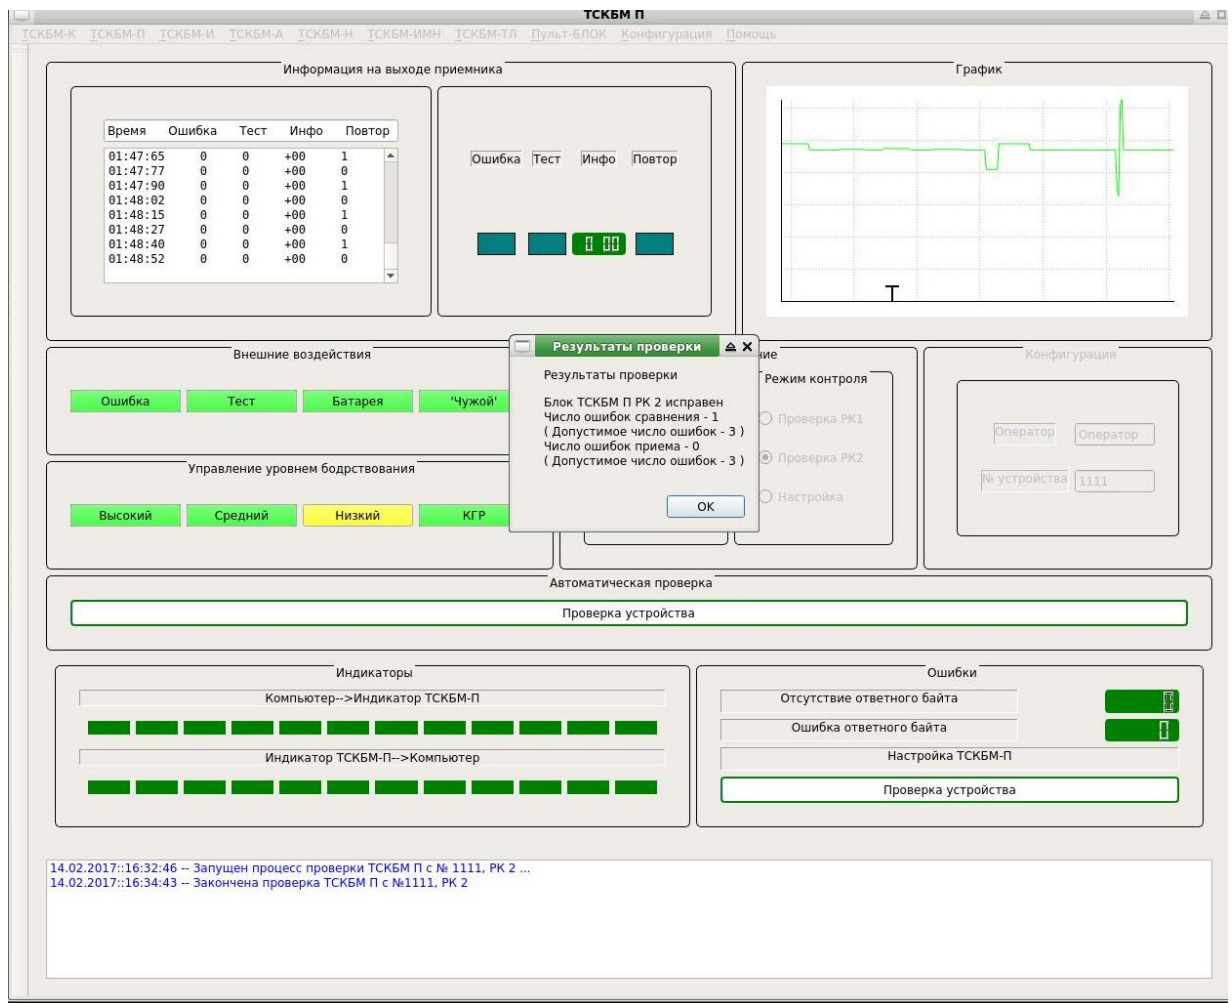 ТСКБМ П
ТСКБМ-К ТСКБМ-П ТСКБМ-И ТСКБМ-А ТСКБМ-Н ТСКБМ-ИМН ТСКБМ-ТЛ Пульт-БЛОК Конфигурация Помощь
Информация на выходе приемника
Время Ошибка Тест Инфо Повтор
01:47:65 0 0 +00 1
01:47:77 0 0 +00 0
01:47:90 0 0 +00 1
01:48:02 0 0 +00 0
01:48:15 0 0 +00 1
01:48:27 0 0 +00 0
01:48:40 0 0 +00 1
01:48:52 0 0 +00 0
Ошибка Тест Инфо Повтор
0 00
График
Т
Внешние воздействия
Ошибка Тест Батарея 'Чужой'
Управление уровнем бодрствования
Высокий Средний Низкий КГР
Результаты проверки
Результаты проверки
Блок ТСКБМ П РК 2 исправен
Число ошибок сравнения - 1
( Допустимое число ошибок - 3 )
Число ошибок приема - 0
( Допустимое число ошибок - 3 )
OK
ние
Режим контроля
Проверка РК1
Проверка РК2
Настройка
Конфигурация
Оператор Оператор
№ устройства 1111
Автоматическая проверка
Проверка устройства
Индикаторы
Компьютер-->Индикатор ТСКБМ-П
Индикатор ТСКБМ-П-->Компьютер
Ошибки
Отсутствие ответного байта
Ошибка ответного байта 0
Настройка ТСКБМ-П
Проверка устройства
14.02.2017::16:32:46 -- Запущен процесс проверки ТСКБМ П с № 1111, РК 2 ...
14.02.2017::16:34:43 -- Закончена проверка ТСКБМ П с №1111, РК 2